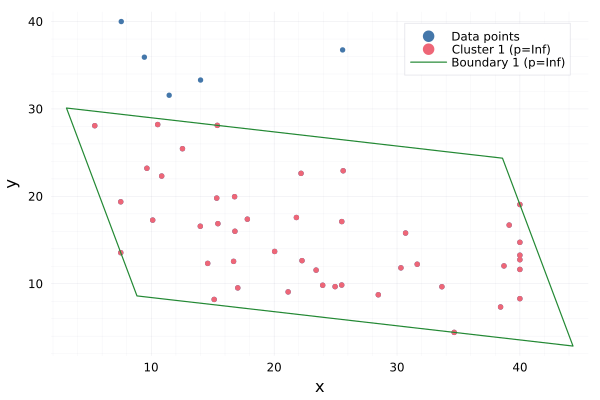 40
30
20
10
y
10 20 30 40
x
Data points
Cluster 1 (p=Inf)
Boundary 1 (p=Inf)